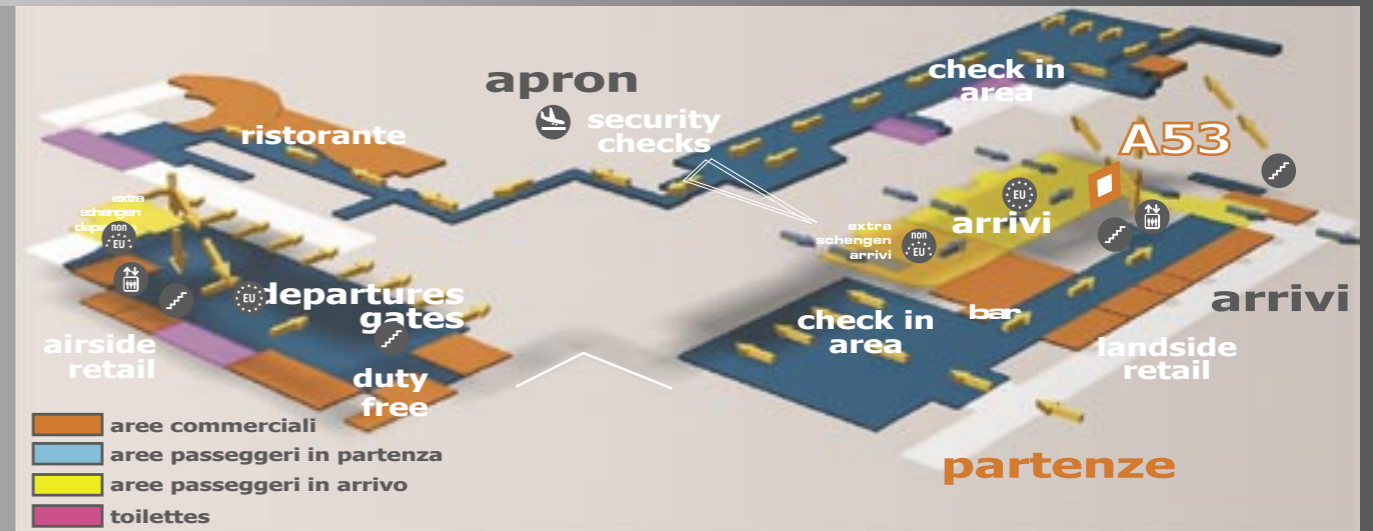 apron
check in
area
security
checks
A53
ristorante
extra
schengen
non
EU
arrivi
EU
extra
schengen
arrivi
non
EU
departures
gates
EU
arrivi
check in
area
bar
airside
retail
landside
retail
duty
free
aree commerciali
aree passeggeri in partenza
partenze
aree passeggeri in arrivo
toilettes